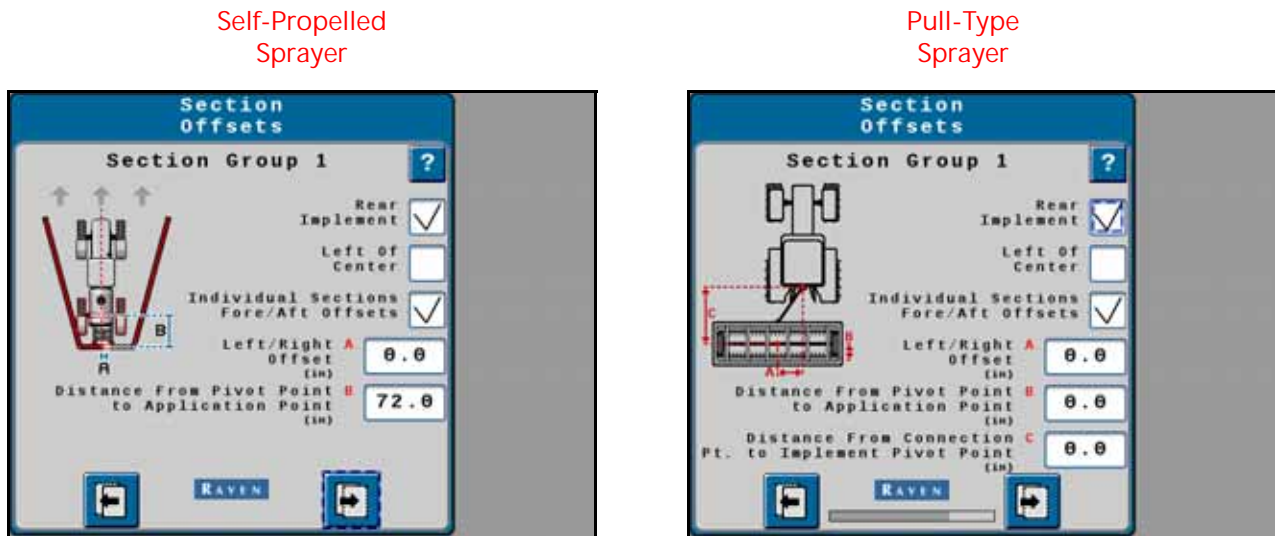 Self-Propelled
Sprayer
Section
Offsets
Section Group 1
?
Rear
Implement
Left Of
Center
Individual Sections
Fore/Aft Offsets
Left/Right A
Offset
(in)
0.0
Distance From Pivot Point B
to Application Point
(in)
72.0
B
A
RAVEN
Pull-Type
Sprayer
Section
Offsets
Section Group 1
?
Rear
Implement
Left Of
Center
Individual Sections
Fore/Aft Offsets
C
B
A
Left/Right A
Offset
(in)
0.0
Distance From Pivot Point B
to Application Point
(in)
0.0
Distance From Connection C
Pt. to Implement Pivot Point
(in)
0.0
RAVEN